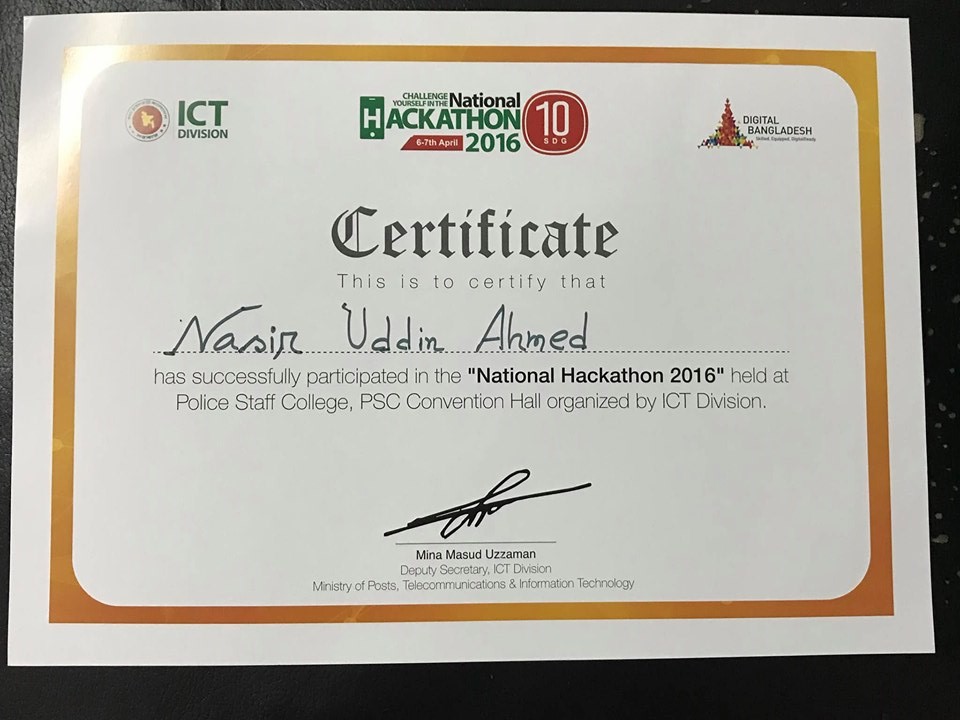 ICT
DIVISION
CHALLENGE
YOURSELF IN THE National
HACKATHON
6-7th April 2016
10
SDG
DIGITAL
BANGLADESH
Certificate
This is to certify that
Nasir Uddin Ahmed
has successfully participated in the "National Hackathon 2016" held at
Police Staff College, PSC Convention Hall organized by ICT Division.
Mina Masud Uzzaman
Deputy Secretary, ICT Division
Ministry of Posts, Telecommunications & Information Technology